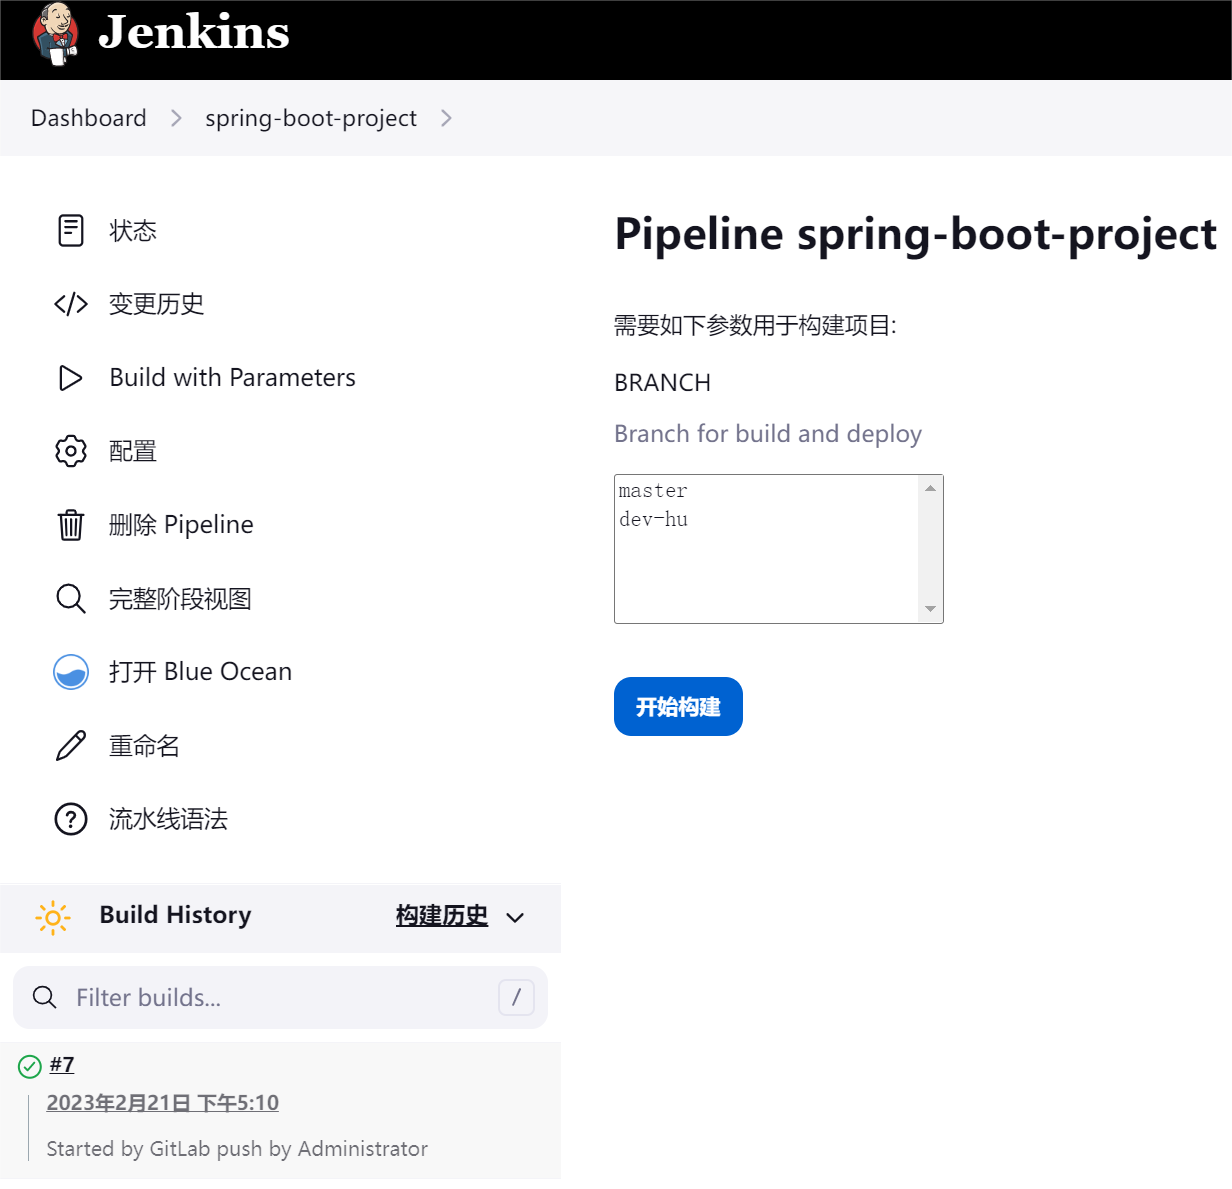 Jenkins
Dashboard
spring-boot-project
状态
变更历史
Build with Parameters
配置
删除 Pipeline
完整阶段视图
打开 Blue Ocean
重命名
流水线语法
Build History
构建历史
Filter builds...
/
#7
2023年2月21日 下午5:10
Started by GitLab push by Administrator
Pipeline spring-boot-project
需要如下参数用于构建项目:
BRANCH
Branch for build and deploy
master
dev-hu
开始构建